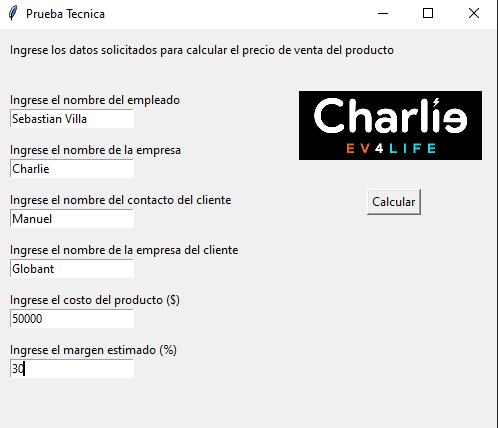 Prueba Tecnica
Ingrese los datos solicitados para calcular el precio de venta del producto
Ingrese el nombre del empleado
Sebastian Villa
Ingrese el nombre de la empresa
Charlie
Ingrese el nombre del contacto del cliente
Manuel
Ingrese el nombre de la empresa del cliente
Globant
Ingrese el costo del producto ($)
50000
Ingrese el margen estimado (%)
30
Charlie
EV4LIFE
Calcular